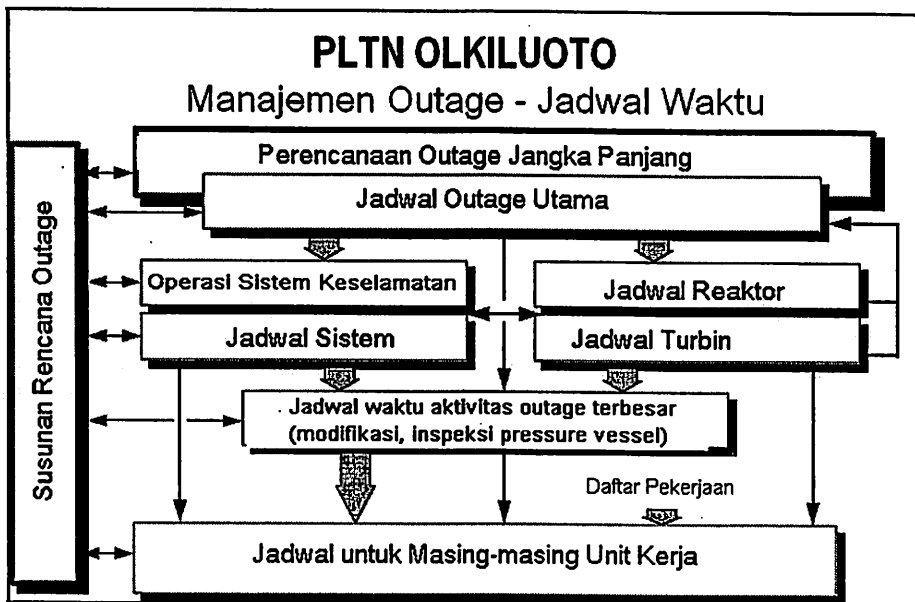 PLTN OLKILUOTO
Manajemen Outage - Jadwal Waktu
Susunan Rencana Outage
Perencanaan Outage Jangka Panjang
Jadwal Outage Utama
Operasi Sistem Keselamatan
Jadwal Reaktor
Jadwal Sistem
Jadwal Turbin
Jadwal waktu aktivitas outage terbesar
(modifikasi, inspeksi pressure vessel)
Daftar Pekerjaan
Jadwal untuk Masing-masing Unit Kerja